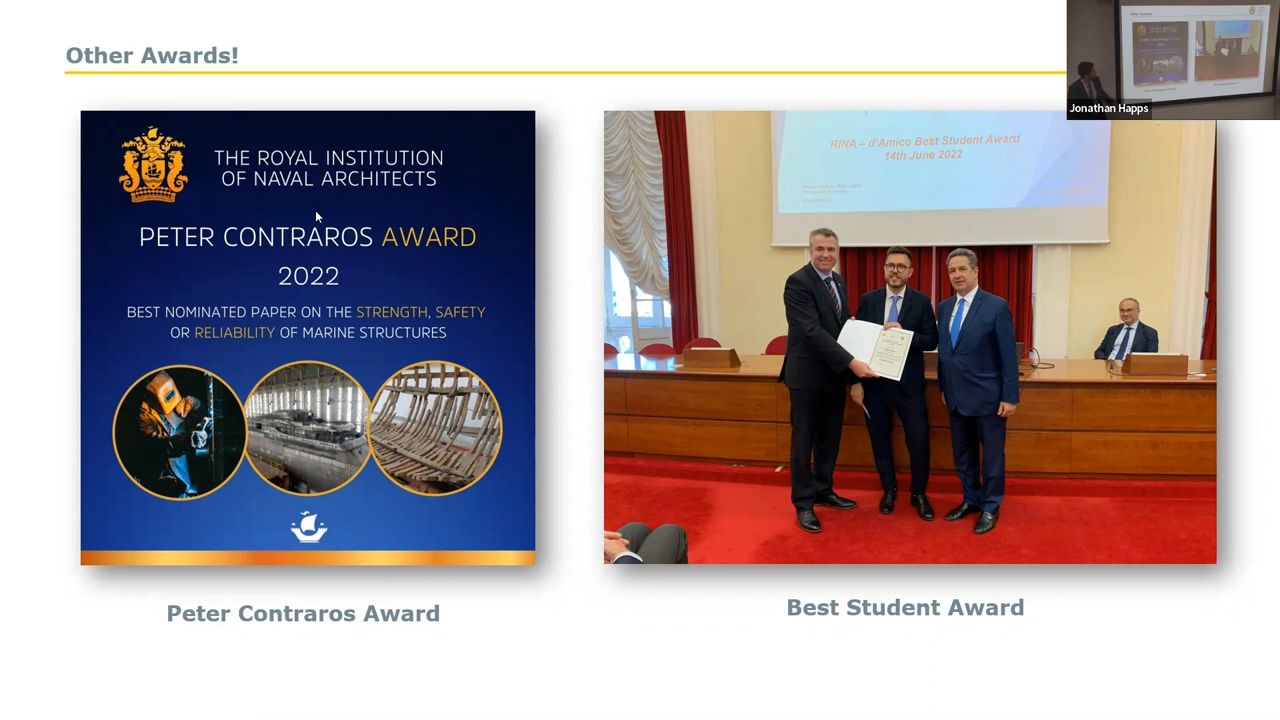 Other Awards!
Jonathan Happs
THE ROYAL INSTITUTION
OF NAVAL ARCHITECTS
PETER CONTRAROS AWARD
2022
BEST NOMINATED PAPER ON THE STRENGTH, SAFETY
OR RELIABILITY OF MARINE STRUCTURES
RINA – d'Amico Best Student Award
14th June 2022
Peter Contraros Award
Best Student Award